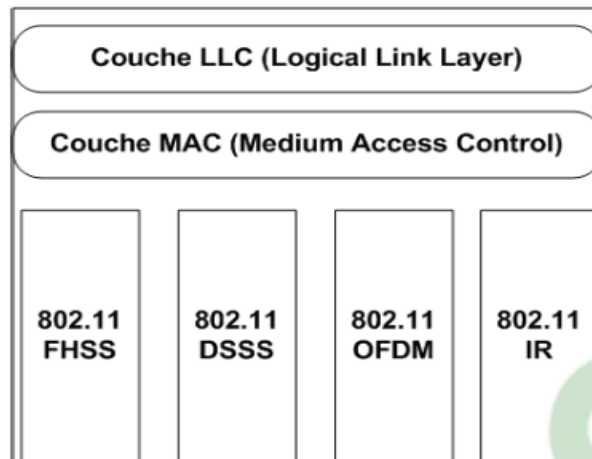 Couche LLC (Logical Link Layer)
Couche MAC (Medium Access Control)
802.11
FHSS
802.11
DSSS
802.11
OFDM
802.11
IR